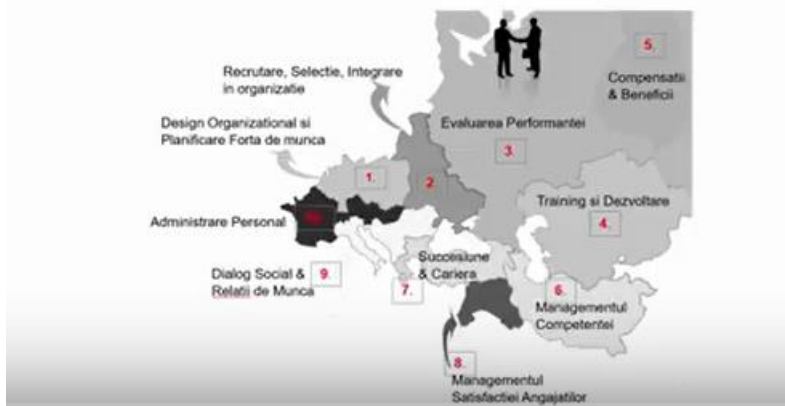 5.
Recrutare, Selectie, Integrare
in organizatie
Compensatii
& Beneficii
Design Organizational si
Planificare Forta de munca
Evaluarea Performantei
3.
1.
2
Training si Dezvoltare
4.
Administrare Personal
Succesiune
& Cariera
Dialog Social &
Relatii de Munca
9.
7.
6.
Managementul
Competentei
8.
Managementul
Satisfactiei Angajatilor